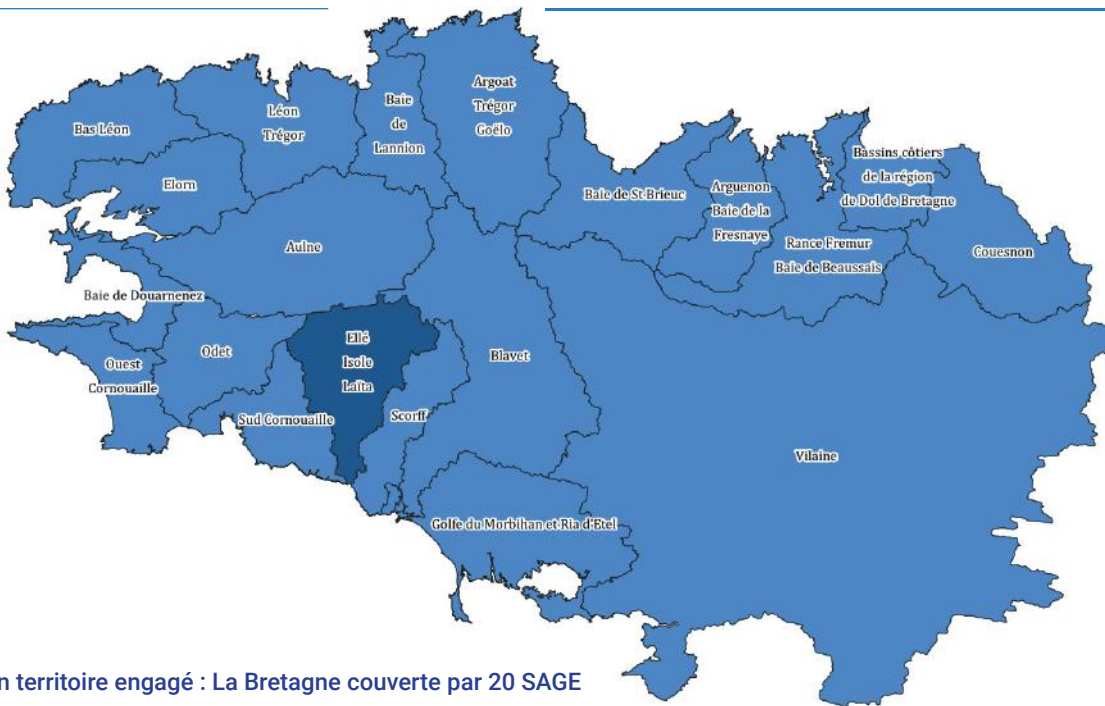 Argoat
Trégor
Goëlo
Baie
de
Lannion
Léon
Trégor
Bas Léon
Elorn
Bassins côtiers
de la région
de Dol de Bretagne
Baie de St Brieuc
Arguenon
Baie de la
Fresnaye
Rance Fremur
Baie de Beaussais
Couesnon
Aulne
Baie de Douarnenez
Ellé
Isole
Laïta
Odet
Ouest
Cornouaille
Blavet
Sud Cornouaille
Scorff
Vilaine
Golfe du Morbihan et Ria d'Etel
n territoire engagé : La Bretagne couverte par 20 SAGE